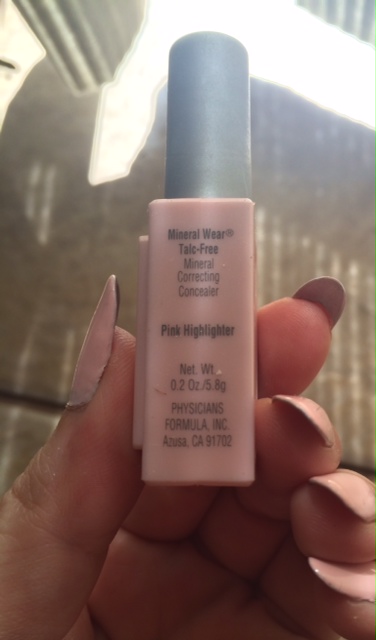 Mineral Wear®
Talc-Free
Mineral
Correcting
Concealer
Pink Highlighter
Net. Wt.
0.2 Oz./5.8g
PHYSICIANS
FORMULA, INC.
Azusa, CA 91702